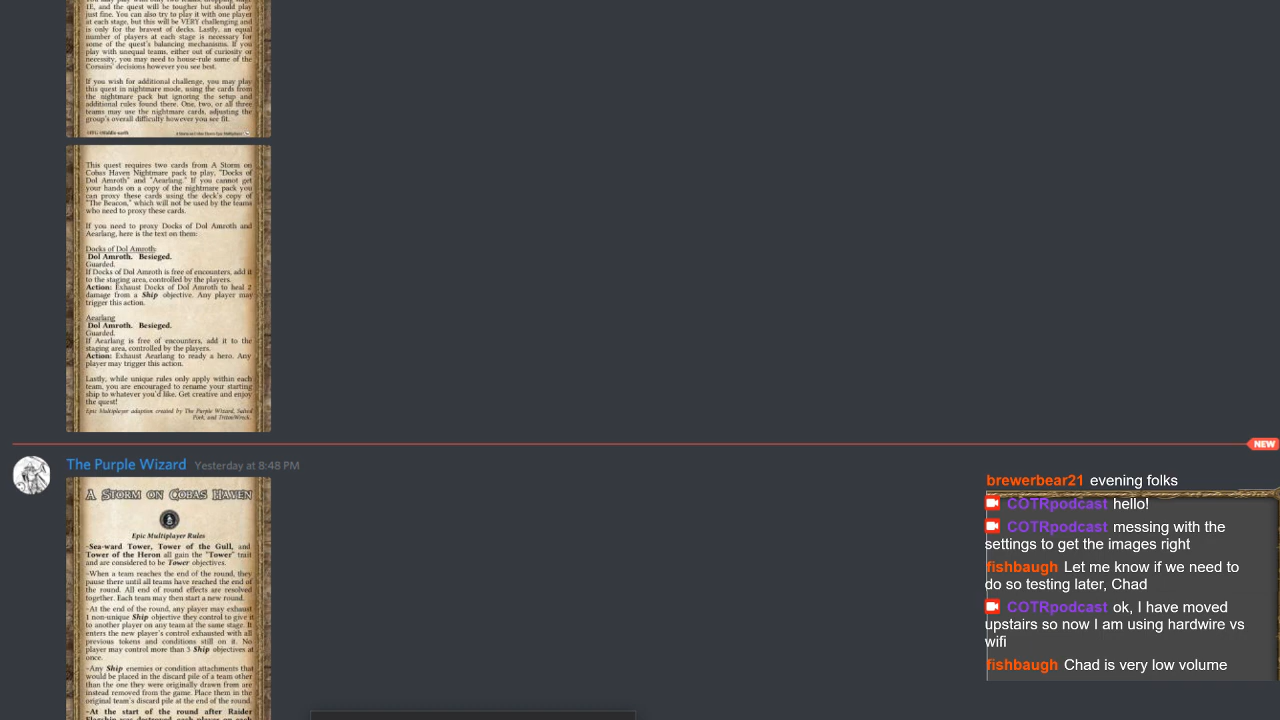 1E, and the quest will be tougher but should play
just fine. You can also try to play it with one player
at each stage, but this will be VERY challenging and
is only for the bravest of decks. Lastly, an equal
number of players at each stage is necessary for
some of the quest's balancing mechanisms. If you
play with unequal teams, either out of curiosity or
necessity, you may need to house-rule some of the
Corsairs' decisions however you see best.
If you wish for additional challenge, you may play
this quest in nightmare mode, using the cards from
the nightmare pack but ignoring the setup and
additional rules found there. One, two, or all three
teams may use the nightmare cards, adjusting the
group's overall difficulty however you see fit.
This quest requires two cards from A Storm on
Cobas Haven Nightmare pack to play, "Docks of
Dol Amroth" and "Aearlang." If you cannot get
your hands on a copy of the nightmare pack you
can proxy these cards using the deck's copy of
"The Beacon," which will not be used by the teams
who need to proxy these cards.
If you need to proxy Docks of Dol Amroth and
Aearlang, here is the text on them:
Docks of Dol Amroth:
Dol Amroth. Besieged.
Guarded.
If Docks of Dol Amroth is free of encounters, add it
to the staging area, controlled by the players.
Action: Exhaust Docks of Dol Amroth to heal 2
damage from a Ship objective. Any player may
trigger this action.
Aearlang
Dol Amroth. Besieged.
Guarded.
If Aearlang is free of encounters, add it to the
staging area, controlled by the players.
Action: Exhaust Aearlang to ready a hero. Any
player may trigger this action.
Lastly, while unique rules only apply within each
team, you are encouraged to rename your starting
ship to whatever you'd like. Get creative and enjoy
the quest!
Epic Multiplayer adaption created by The Purple Wizard, Salted
NEW
The Purple Wizard Yesterday at 8:48 PM
A Storm on Cobas Haven
Epic Multiplayer Rules
-Sea-ward Tower, Tower of the Gull, and
Tower of the Heron all gain the "Tower" trait
and are considered to be Tower objectives.
-When a team reaches the end of the round, they
pause there until all teams have reached the end of
the round. All end of round effects are resolved
together. Each team may then start a new round.
-At the end of the round, any player may exhaust
1 non-unique Ship objective they control to give it
to another player on any team at the same stage. It
enters the new player's control exhausted with all
previous tokens and conditions still on it. No
player may control more than 3 Ship objectives at
once.
-Any Ship enemies or condition attachments that
would be placed in the discard pile of a team other
than the one they were originally drawn from are
instead removed from the game. Place them in the
original team's discard pile at the end of the round.
-At the start of the round after Raider
brewerbear21 evening folks
COTRpodcast hello!
COTRpodcast messing with the
settings to get the images right
fishbaugh Let me know if we need to
do so testing later, Chad
COTRpodcast ok, I have moved
upstairs so now I am using hardwire vs
wifi
fishbaugh Chad is very low volume